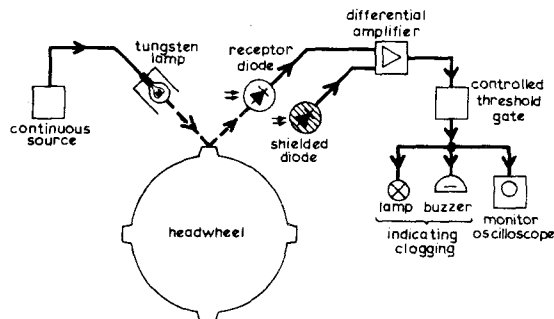 differential
amplifier
tungsten
lamp
receptor
diode
continuous
source
shielded
diode
controlled
threshold
gate
lamp
buzzer
monitor
oscilloscope
indicating
clogging
headwheel